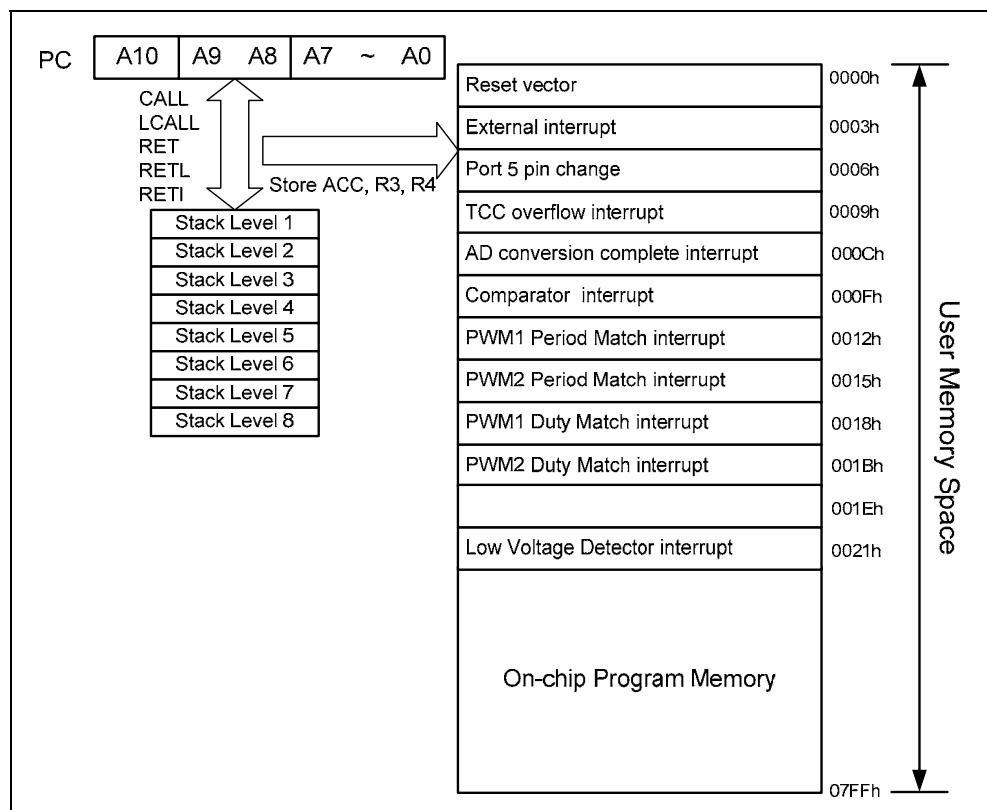 PC A10 A9 A8 A7 ~ A0
CALL
LCALL
RET
RETL
RETI
Store ACC, R3, R4
Stack Level 1
Stack Level 2
Stack Level 3
Stack Level 4
Stack Level 5
Stack Level 6
Stack Level 7
Stack Level 8
Reset vector 0000h
External interrupt 0003h
Port 5 pin change 0006h
TCC overflow interrupt 0009h
AD conversion complete interrupt 000Ch
Comparator interrupt 000Fh
PWM1 Period Match interrupt 0012h
PWM2 Period Match interrupt 0015h
PWM1 Duty Match interrupt 0018h
PWM2 Duty Match interrupt 001Bh
001Eh
Low Voltage Detector interrupt 0021h
On-chip Program Memory
07FFh
User Memory Space